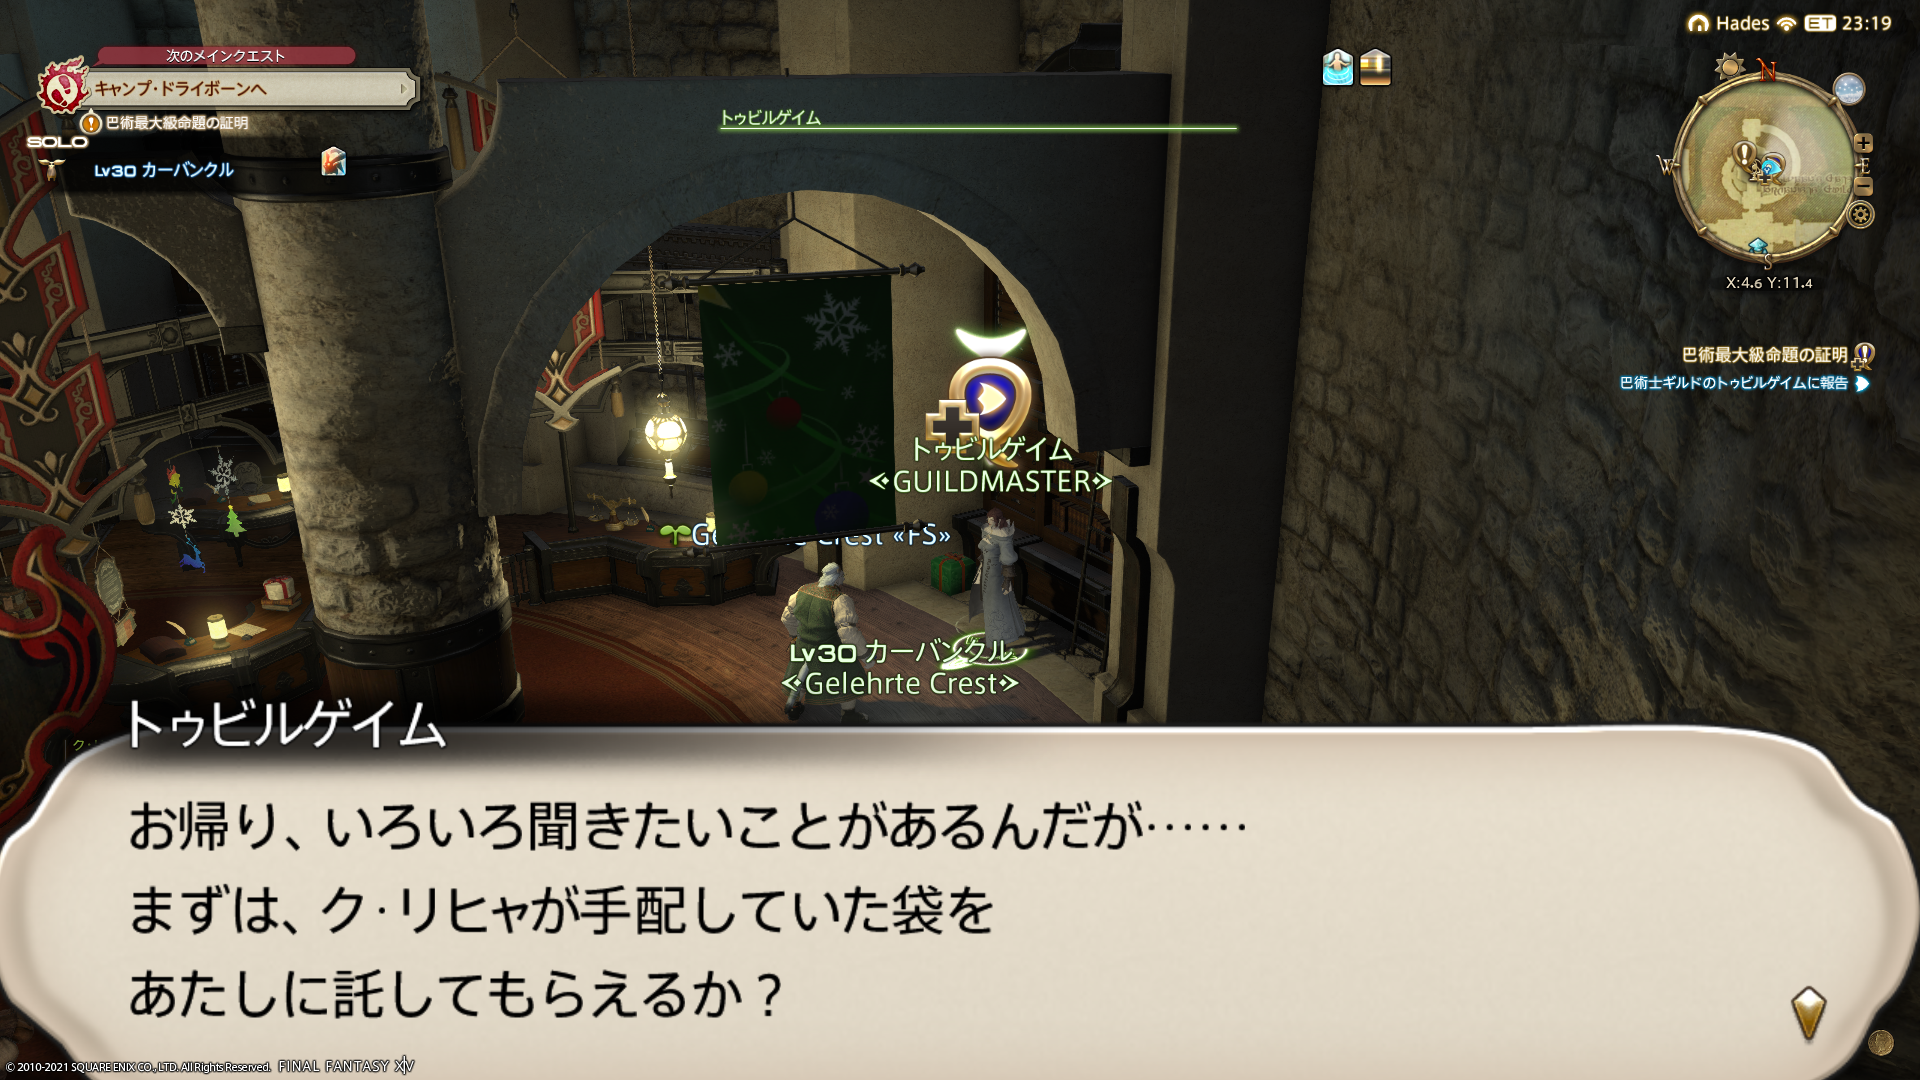 Hades ET 23:19
次のメインクエスト
キャンプ・ドライボーンへ
巴術最大級命題の証明
SOLO
Lv30 カーバンクル
トゥビルゲイム
N
W
E
S
X:4.6 Y:11.4
巴術最大級命題の証明
巴術士ギルドのトゥビルゲイムに報告
トゥビルゲイム
<<GUILDMASTER>>
Crest «FS»
Lv30 カーバンクル
<<Gelehrte Crest>>
トゥビルゲイム
お帰り、いろいろ聞きたいことがあるんだが……
まずは、ク・リヒャが手配していた袋を
あたしに託してもらえるか？
© 2010-2021 SQUARE ENIX CO., LTD. All Rights Reserved. FINAL FANTASY XIV